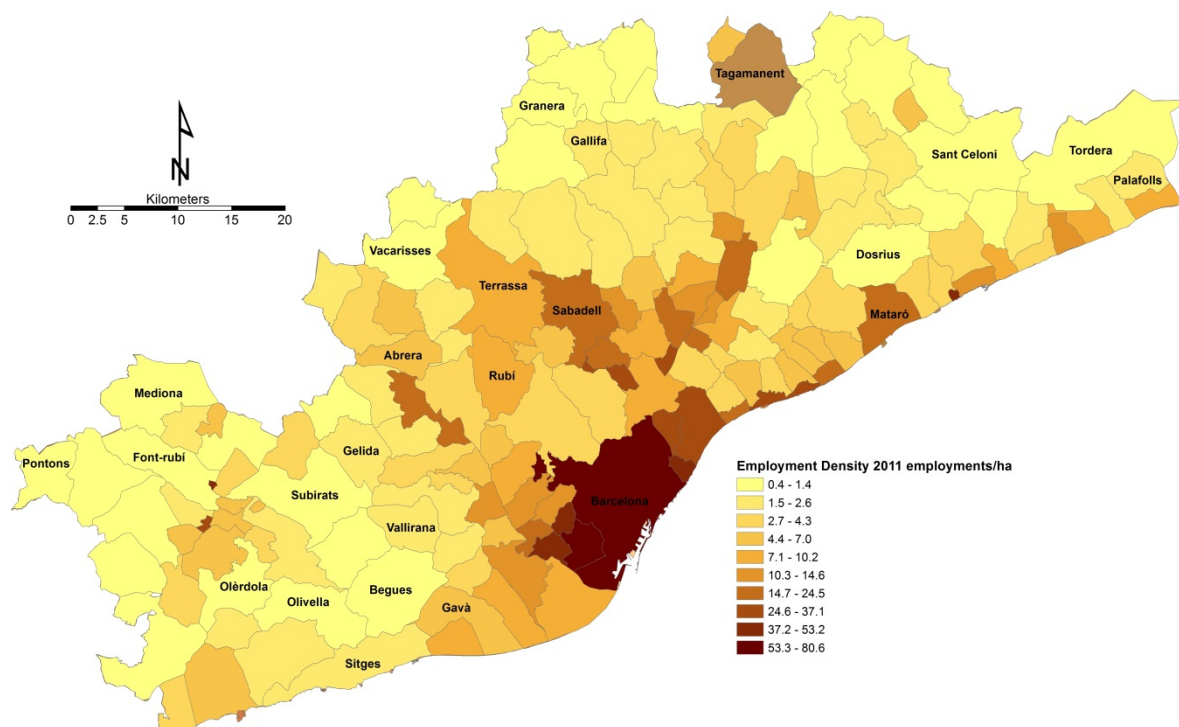 Tagamanent
Granera
Gallifa
Sant Celoni
Tordera
Palafolls
N
Kilometers
0 2.5 5 10 15 20
Vacarisses
Dosrius
Terrassa
Sabadell
Mataró
Abrera
Rubí
Mediona
Gelida
Font-rubí
Pontons
Subirats
Barcelona
Vallirana
Olèrdola
Olivella
Begues
Gavà
Sitges
Employment Density 2011 employments/ha
0.4 - 1.4
1.5 - 2.6
2.7 - 4.3
4.4 - 7.0
7.1 - 10.2
10.3 - 14.6
14.7 - 24.5
24.6 - 37.1
37.2 - 53.2
53.3 - 80.6